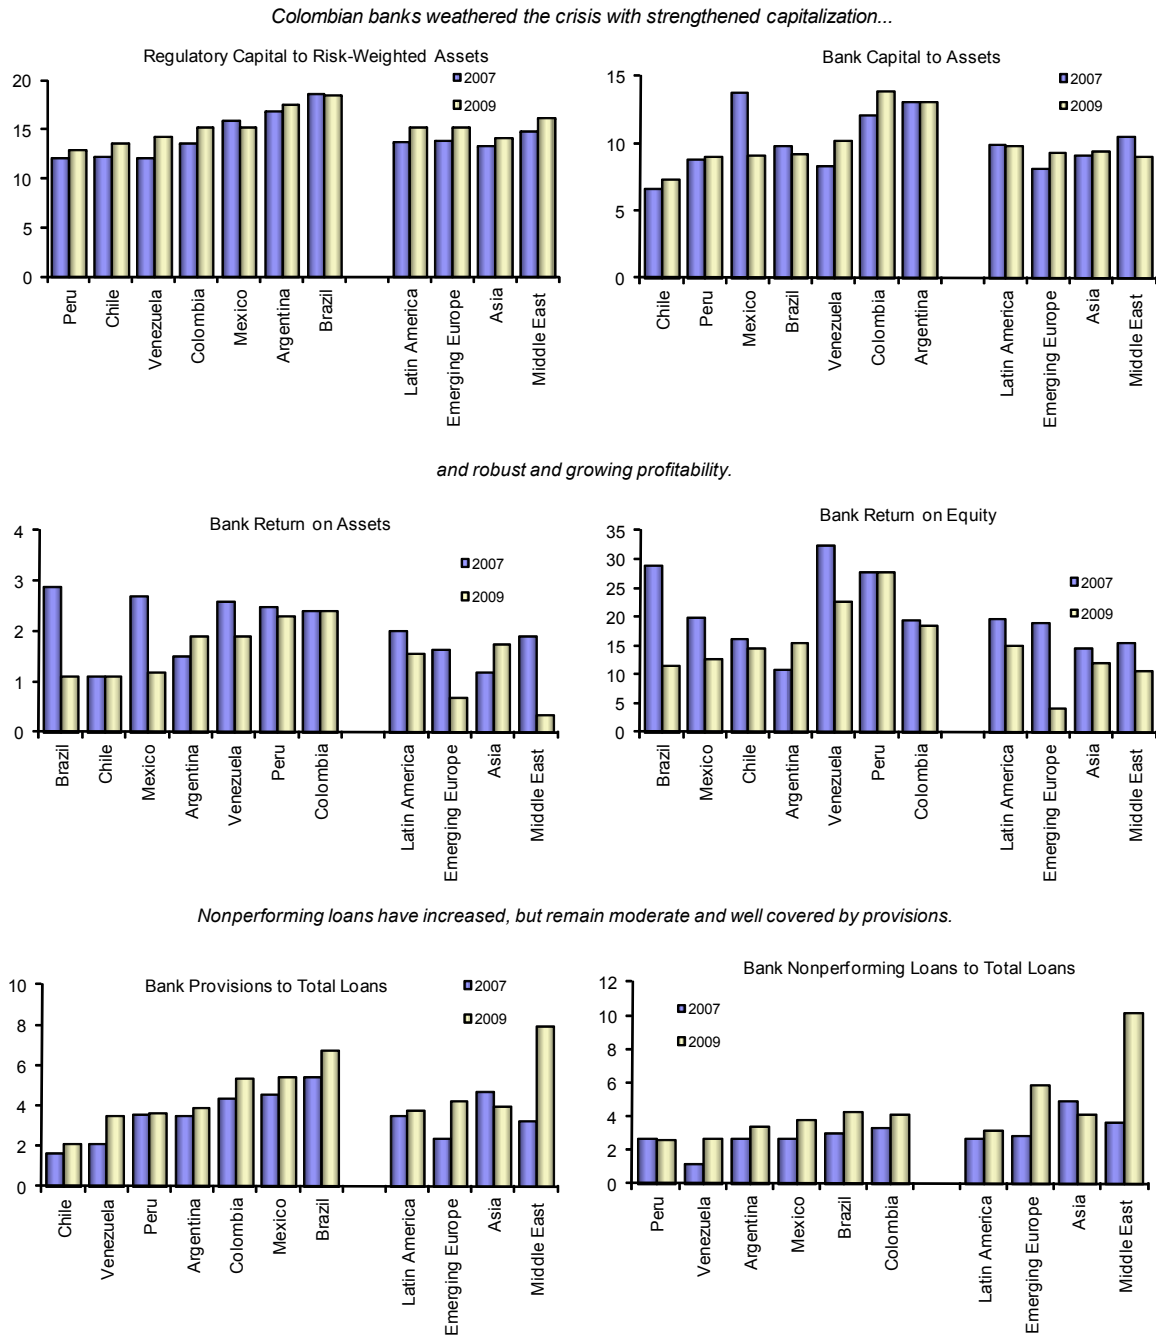 Colombian banks weathered the crisis with strengthened capitalization...
Regulatory Capital to Risk-Weighted Assets
2007
2009
20
15
10
5
0
Peru
Chile
Venezuela
Colombia
Mexico
Argentina
Brazil
Latin America
Emerging Europe
Asia
Middle East
Bank Capital to Assets
2007
2009
15
10
5
0
Chile
Peru
Mexico
Brazil
Venezuela
Colombia
Argentina
Latin America
Emerging Europe
Asia
Middle East
and robust and growing profitability.
Bank Return on Assets
2007
2009
4
3
2
1
0
Brazil
Chile
Mexico
Argentina
Venezuela
Peru
Colombia
Latin America
Emerging Europe
Asia
Middle East
Bank Return on Equity
2007
2009
35
30
25
20
15
10
5
0
Brazil
Mexico
Chile
Argentina
Venezuela
Peru
Colombia
Latin America
Emerging Europe
Asia
Middle East
Nonperforming loans have increased, but remain moderate and well covered by provisions.
Bank Provisions to Total Loans
2007
2009
10
8
6
4
2
0
Chile
Venezuela
Peru
Argentina
Colombia
Mexico
Brazil
Latin America
Emerging Europe
Asia
Middle East
Bank Nonperforming Loans to Total Loans
2007
2009
12
10
8
6
4
2
0
Peru
Venezuela
Argentina
Mexico
Brazil
Colombia
Latin America
Emerging Europe
Asia
Middle East